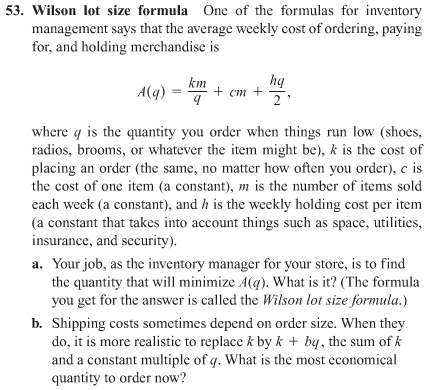 53. Wilson lot size formula One of the formulas for inventory
management says that the average weekly cost of ordering, paying
for, and holding merchandise is
A(q) = km/q + cm + hq/2,
where q is the quantity you order when things run low (shoes,
radios, brooms, or whatever the item might be), k is the cost of
placing an order (the same, no matter how often you order), c is
the cost of one item (a constant), m is the number of items sold
each week (a constant), and h is the weekly holding cost per item
(a constant that takes into account things such as space, utilities,
insurance, and security).
a. Your job, as the inventory manager for your store, is to find
the quantity that will minimize A(q). What is it? (The formula
you get for the answer is called the Wilson lot size formula.)
b. Shipping costs sometimes depend on order size. When they
do, it is more realistic to replace k by k + bq, the sum of k
and a constant multiple of q. What is the most economical
quantity to order now?